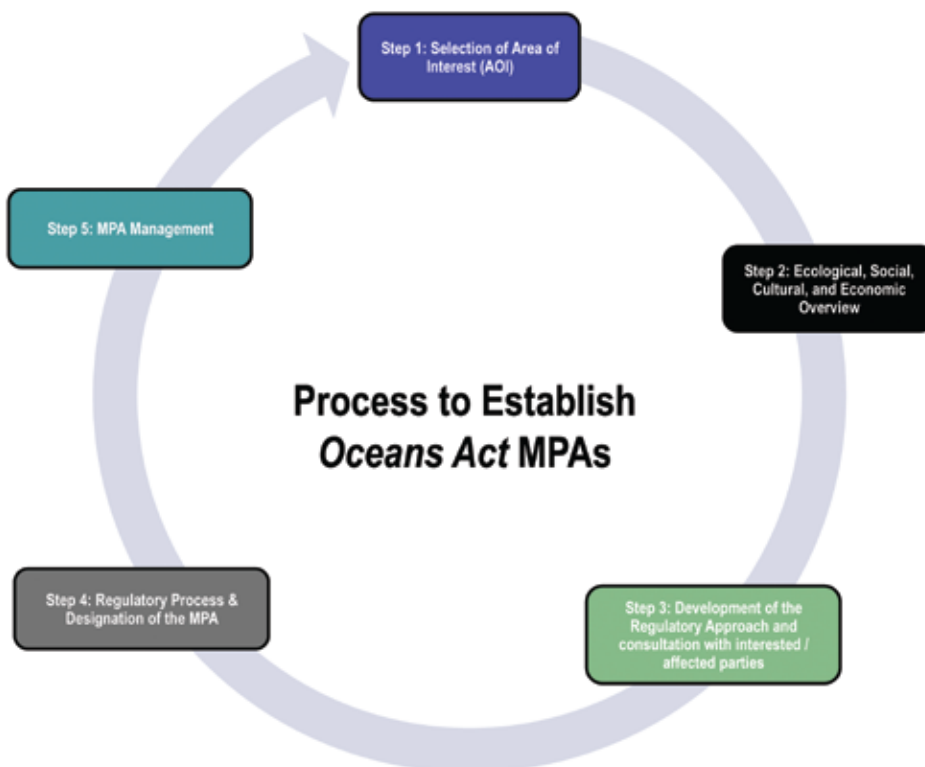 Step 1: Selection of Area of
Interest (AOI)
Step 2: Ecological, Social,
Cultural, and Economic
Overview
Step 3: Development of the
Regulatory Approach and
consultation with interested /
affected parties
Step 4: Regulatory Process &
Designation of the MPA
Step 5: MPA Management
Process to Establish
Oceans Act MPAs